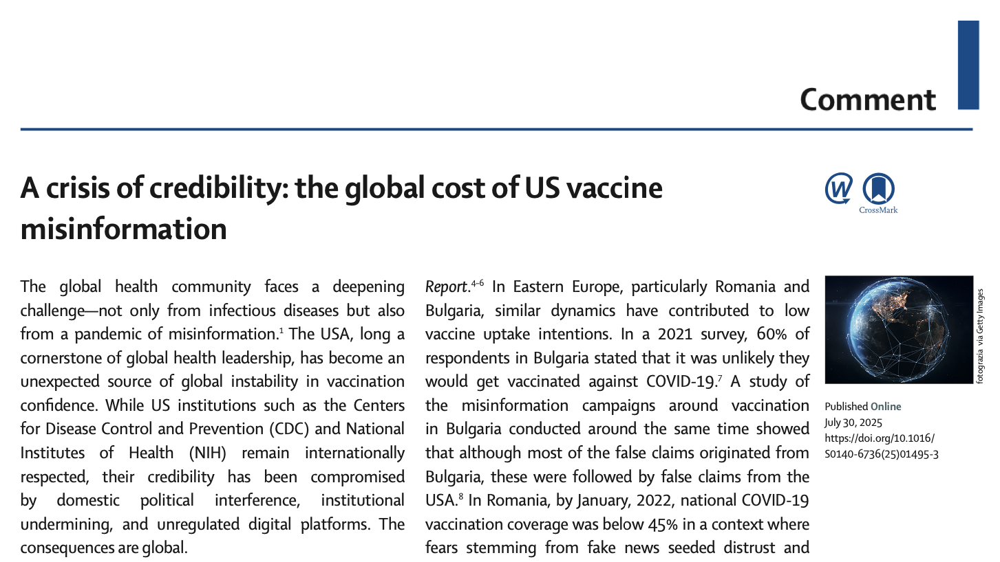 Comment
A crisis of credibility: the global cost of US vaccine
misinformation
W
CrossMark
The global health community faces a deepening
challenge—not only from infectious diseases but also
from a pandemic of misinformation.1 The USA, long a
cornerstone of global health leadership, has become an
unexpected source of global instability in vaccination
confidence. While US institutions such as the Centers
for Disease Control and Prevention (CDC) and National
Institutes of Health (NIH) remain internationally
respected, their credibility has been compromised
by domestic political interference, institutional
undermining, and unregulated digital platforms. The
consequences are global.
Report.4–6 In Eastern Europe, particularly Romania and
Bulgaria, similar dynamics have contributed to low
vaccine uptake intentions. In a 2021 survey, 60% of
respondents in Bulgaria stated that it was unlikely they
would get vaccinated against COVID-19.7 A study of
the misinformation campaigns around vaccination
in Bulgaria conducted around the same time showed
that although most of the false claims originated from
Bulgaria, these were followed by false claims from the
USA.8 In Romania, by January, 2022, national COVID-19
vaccination coverage was below 45% in a context where
fears stemming from fake news seeded distrust and
fotograzia via Getty Images
Published Online
July 30, 2025
https://doi.org/10.1016/
S0140-6736(25)01495-3